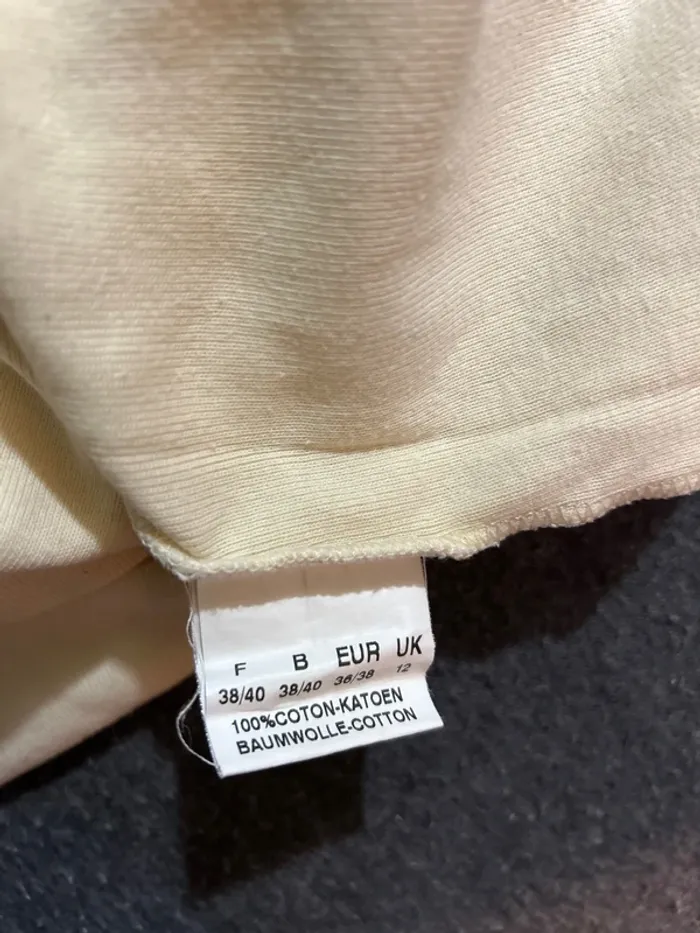 F B EUR UK
38/40 38/40 36/38 12
100%COTON-KATOEN
BAUMWOLLE-COTTON